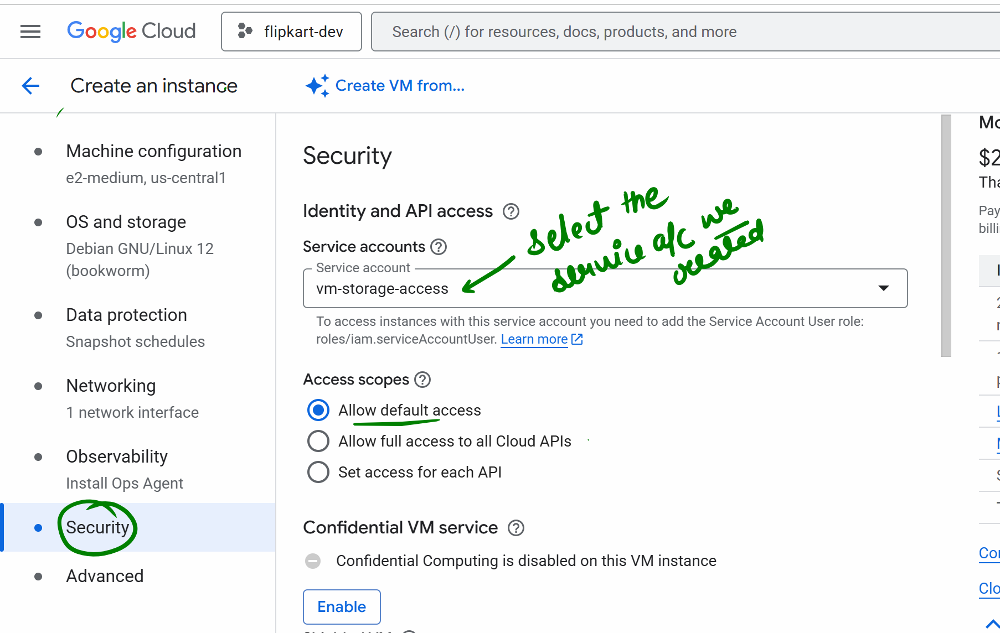 Google Cloud
flipkart-dev
Search (/) for resources, docs, products, and more
Create an instance
Create VM from...
Machine configuration
e2-medium, us-central1
OS and storage
Debian GNU/Linux 12
(bookworm)
Data protection
Snapshot schedules
Networking
1 network interface
Observability
Install Ops Agent
Security
Advanced
Security
Identity and API access
select the
service a/c we
created
Service accounts
Service account
vm-storage-access
To access instances with this service account you need to add the Service Account User role:
roles/iam.serviceAccountUser. Learn more
Access scopes
Allow default access
Allow full access to all Cloud APIs
Set access for each API
Confidential VM service
Confidential Computing is disabled on this VM instance
Enable
$2
Pay
billi